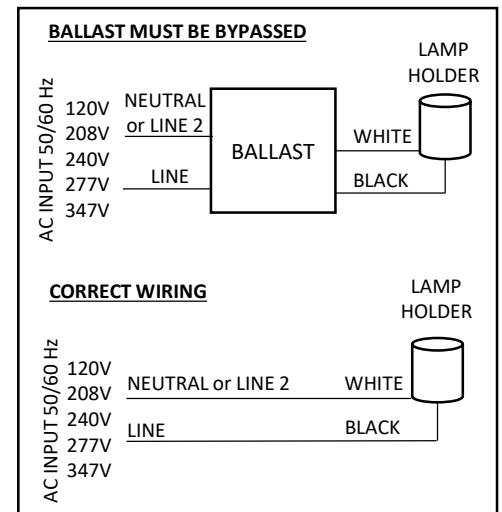 BALLAST MUST BE BYPASSED
LAMP
HOLDER
AC INPUT 50/60 Hz
120V
208V
240V
277V
347V
NEUTRAL
or LINE 2
LINE
BALLAST
WHITE
BLACK
CORRECT WIRING
LAMP
HOLDER
AC INPUT 50/60 Hz
120V
208V
240V
277V
347V
NEUTRAL or LINE 2
WHITE
LINE
BLACK